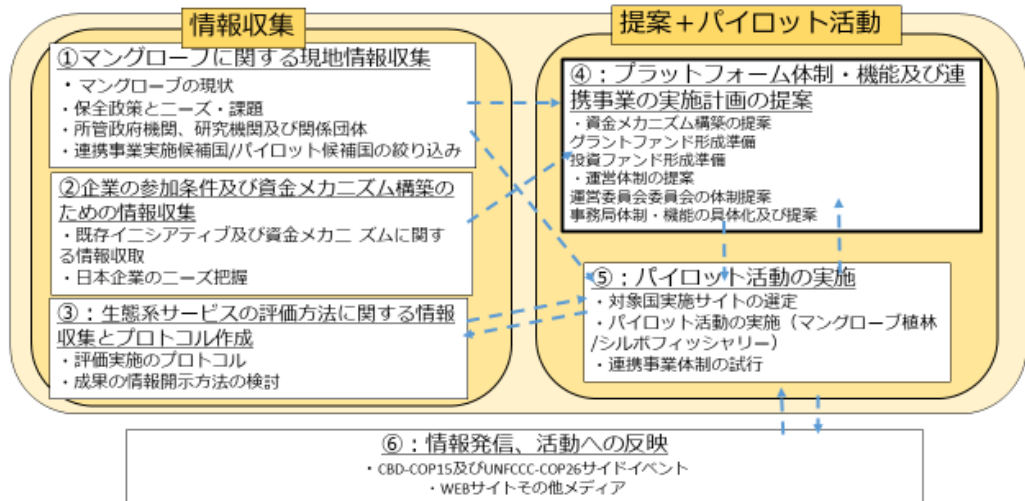 情報収集
①マングローブに関する現地情報収集
・マングローブの現状
・保全政策とニーズ・課題
・所管政府機関、研究機関及び関係団体
・連携事業実施候補国/パイロット候補国の絞り込み
②企業の参加条件及び資金メカニズム構築の
ための情報収集
・既存イニシアティブ及び資金メカニ ズムに関す
る情報収取
・日本企業のニーズ把握
③：生態系サービスの評価方法に関する情報
収集とプロトコル作成
・評価実施のプロトコル
・成果の情報開示方法の検討
提案＋パイロット活動
④：プラットフォーム体制・機能及び連
携事業の実施計画の提案
・資金メカニズム構築の提案
グラントファンド形成準備
投資ファンド形成準備
・運営体制の提案
運営委員会委員会の体制提案
事務局体制・機能の具体化及び提案
⑤：パイロット活動の実施
・対象国実施サイトの選定
・パイロット活動の実施（マングローブ植林
/シルボフィッシャリー）
・連携事業体制の試行
⑥：情報発信、活動への反映
・CBD-COP15及びUNFCCC-COP26サイドイベント
・WEBサイトその他メディア